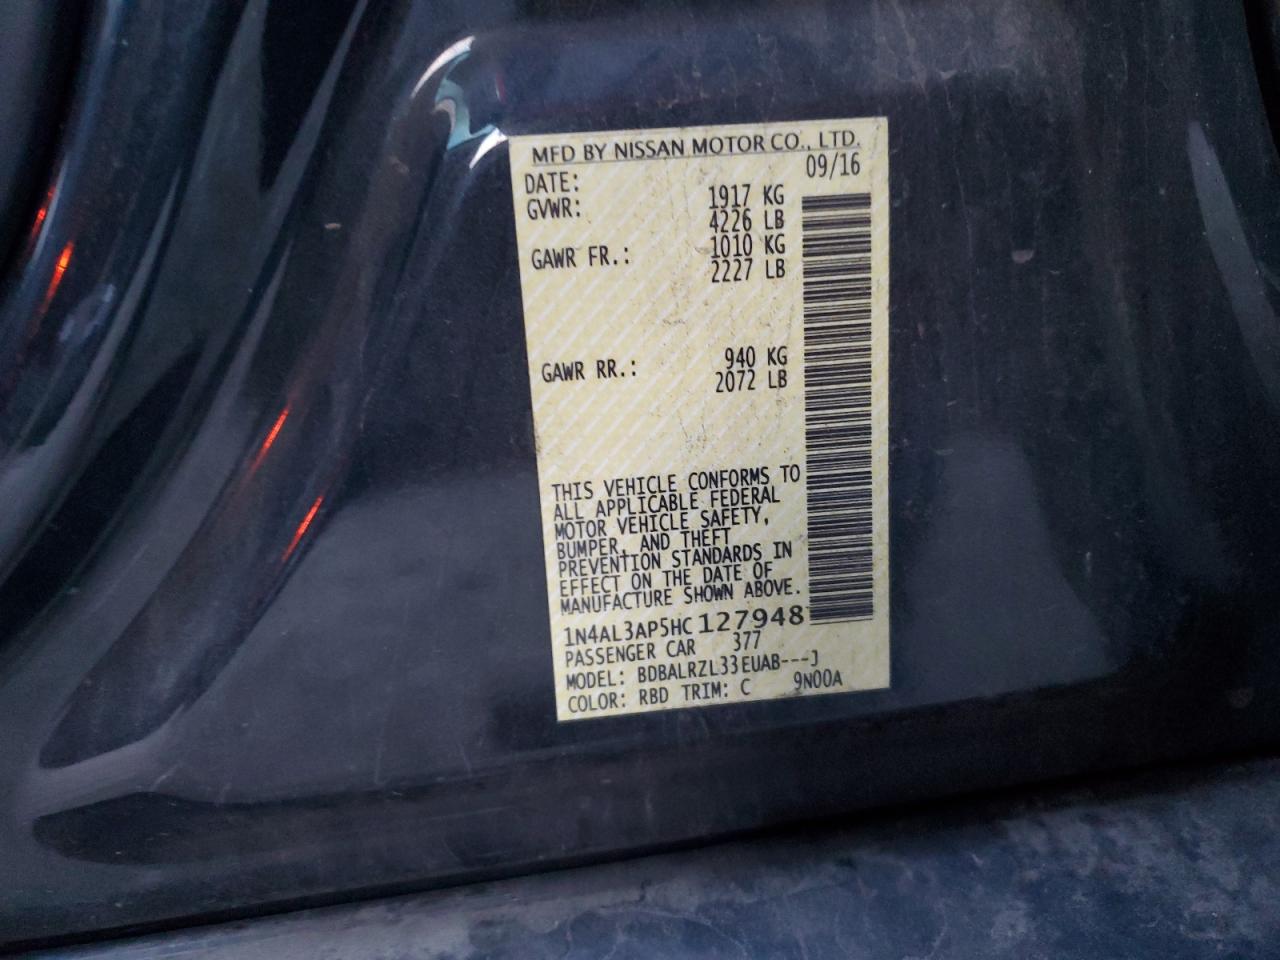 MFD BY NISSAN MOTOR CO., LTD.
DATE: 09/16
GVWR: 1917 KG
4226 LB
GAWR FR.: 1010 KG
2227 LB
GAWR RR.: 940 KG
2072 LB
THIS VEHICLE CONFORMS TO
ALL APPLICABLE FEDERAL
MOTOR VEHICLE SAFETY,
BUMPER, AND THEFT
PREVENTION STANDARDS IN
EFFECT ON THE DATE OF
MANUFACTURE SHOWN ABOVE.
1N4AL3AP5HC127948
PASSENGER CAR 377
MODEL: BDBALRZL33EUAB---J
COLOR: RBD TRIM: C 9N00A